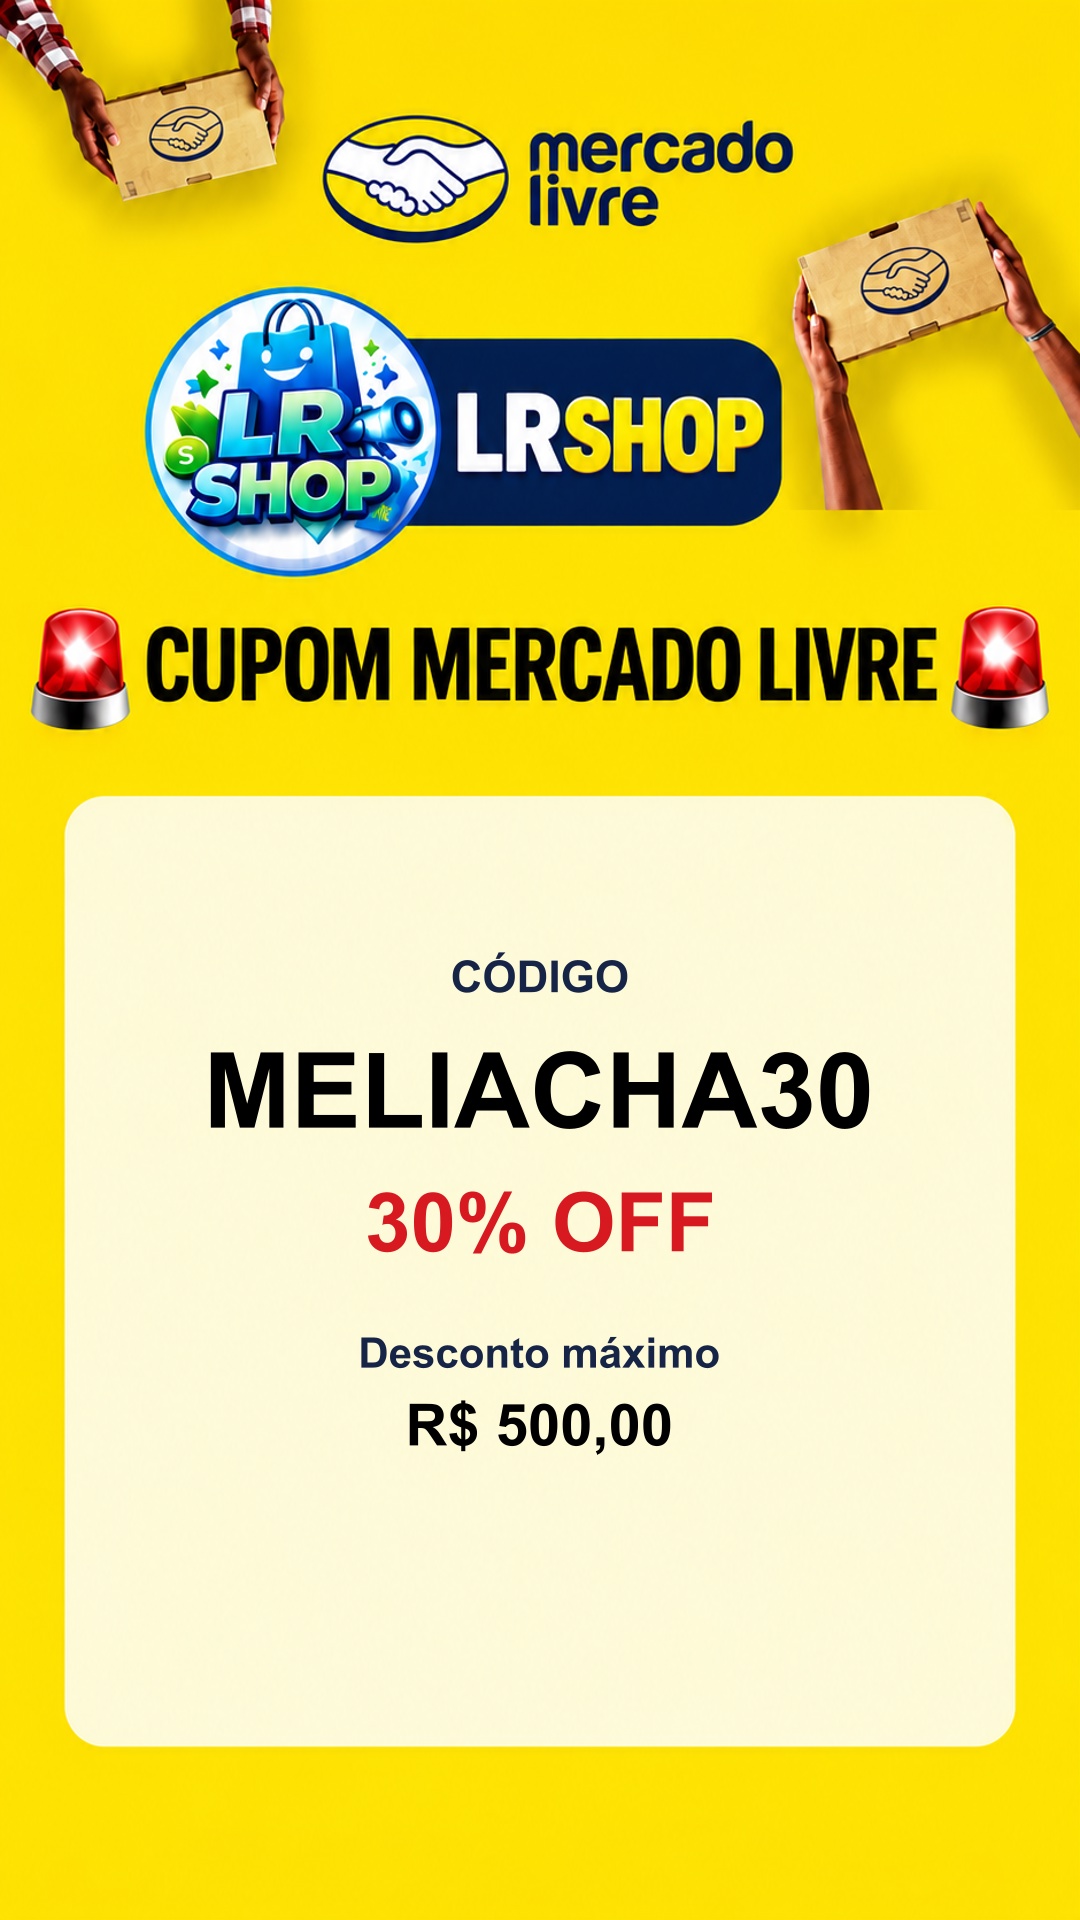 mercado
livre
LR
SHOP
S
LRSHOP
CUPOM MERCADO LIVRE
CÓDIGO
MELIACHA30
30% OFF
Desconto máximo
R$ 500,00